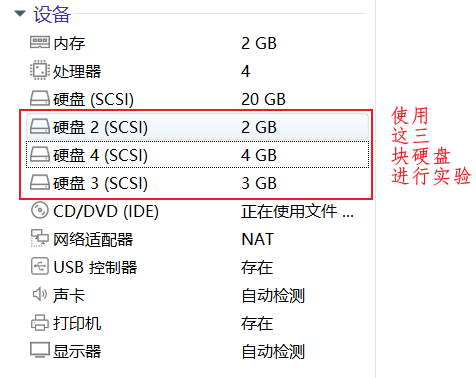 设备
内存 2 GB
处理器 4
硬盘 (SCSI) 20 GB
硬盘 2 (SCSI) 2 GB
硬盘 4 (SCSI) 4 GB
硬盘 3 (SCSI) 3 GB
CD/DVD (IDE) 正在使用文件 ...
网络适配器 NAT
USB 控制器 存在
声卡 自动检测
打印机 存在
显示器 自动检测
使用
这三
块硬盘
进行实验